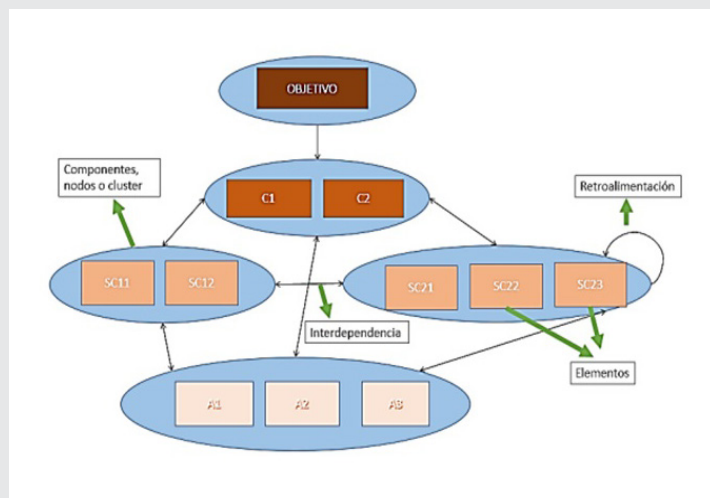 OBJETIVO
Componentes,
nodos o cluster
C1
C2
Retroalimentación
SC11
SC12
SC21
SC22
SC23
Interdependencia
Elementos
A1
A2
A3